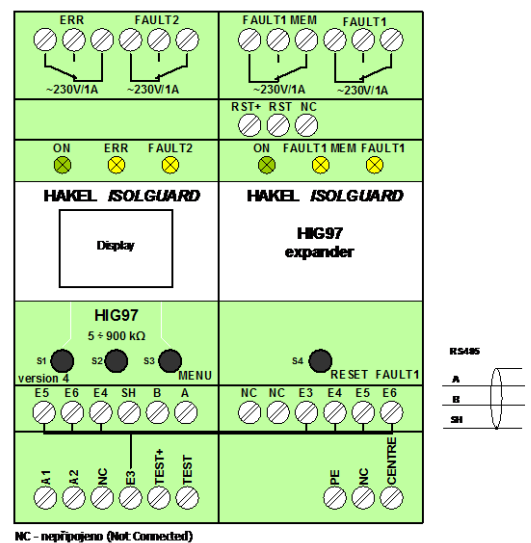 ERR FAULT2 FAULT1 MEM FAULT1
~230V/1A ~230V/1A ~230V/1A ~230V/1A
RST+ RST NC
ON ERR FAULT2 ON FAULT1 MEM FAULT1
HAKEL ISOLGUARD HAKEL ISOLGUARD
Display
HIG97
expander
HIG97
5 ÷ 900 kΩ
S1 S2 S3 S4
version 4 MENU RESET FAULT1
E5 E6 E4 SH B A NC NC E3 E4 E5 E6
A1 A2 NC E3 TEST+ TEST PE NC CENTRE
RS485
A
B
SH
NC - nepřipojeno (Not Connected)